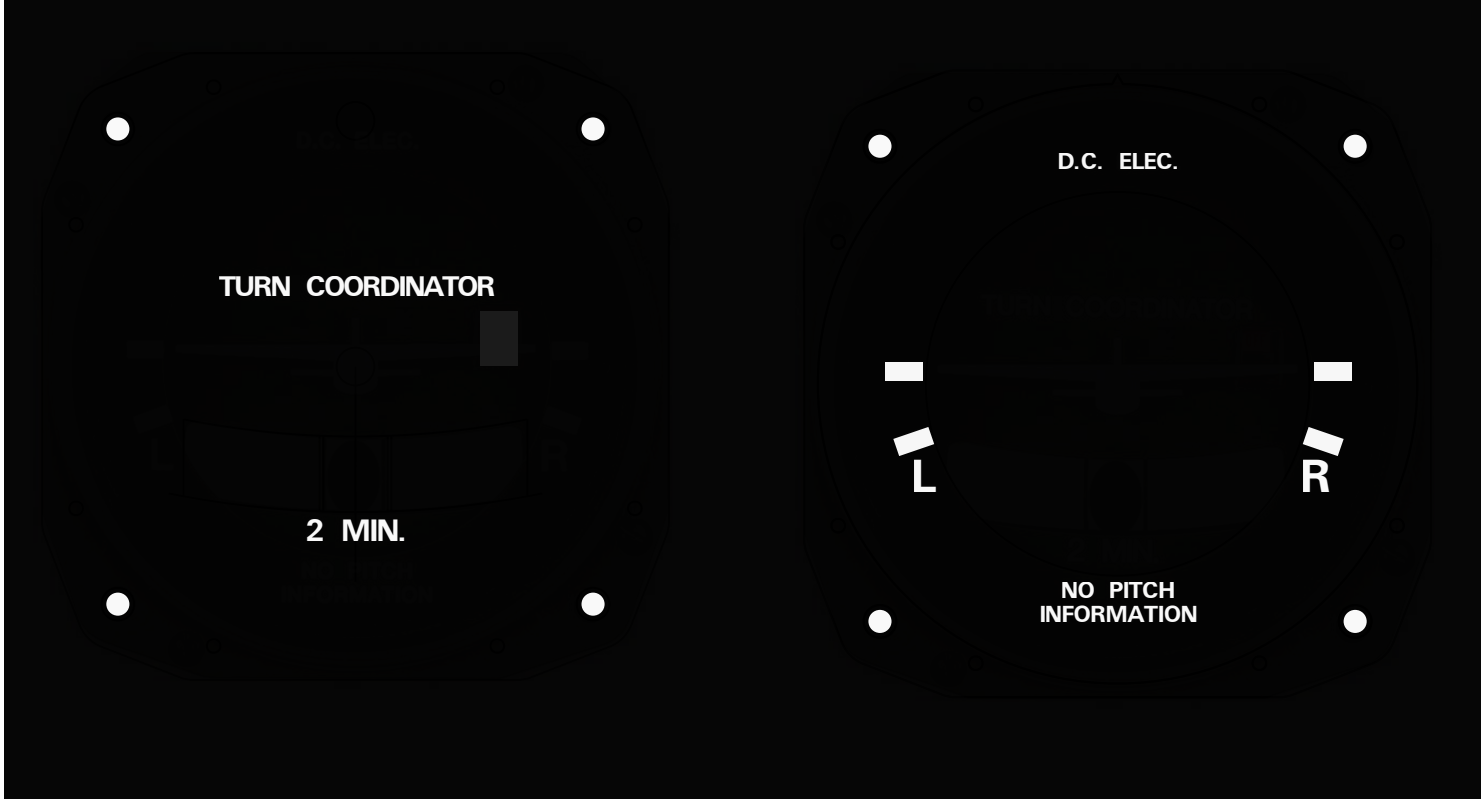 TURN COORDINATOR
2 MIN.
D.C. ELEC.
L R
NO PITCH
INFORMATION